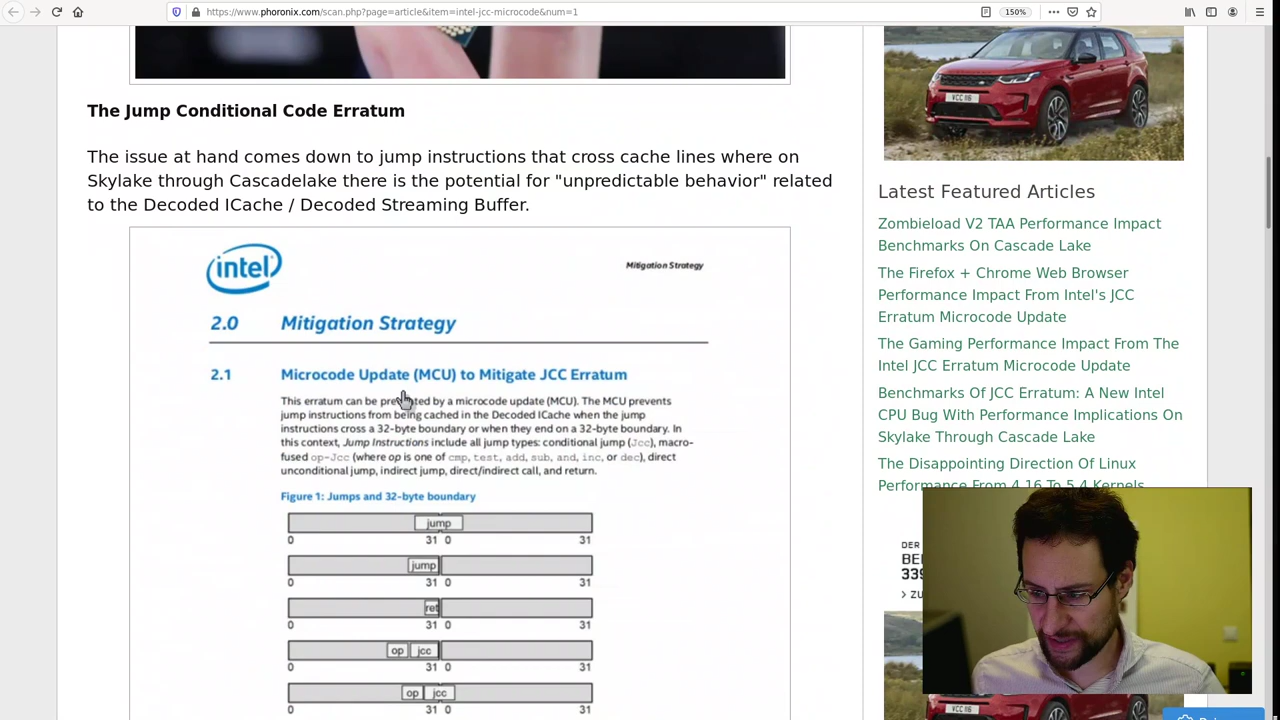 https://www.phoronix.com/scan.php?page=article&item=intel-jcc-microcode&num=1
150%
The Jump Conditional Code Erratum
The issue at hand comes down to jump instructions that cross cache lines where on
Skylake through Cascadelake there is the potential for "unpredictable behavior" related
to the Decoded ICache / Decoded Streaming Buffer.
intel
Mitigation Strategy
2.0 Mitigation Strategy
2.1 Microcode Update (MCU) to Mitigate JCC Erratum
This erratum can be by a microcode update (MCU). The MCU prevents
jump instructions from being cached in the Decoded ICache when the jump
instructions cross a 32-byte boundary or when they end on a 32-byte boundary. In
this context, Jump Instructions include all jump types: conditional jump (Jcc), macro-
fused op-Jcc (where op is one of cmp, test, add, sub, and, inc, or dec), direct
unconditional jump, indirect jump, direct/indirect call, and return.
Figure 1: Jumps and 32-byte boundary
jump
0 31 0 31
jump
0 31 0 31
ret
0 31 0 31
op jcc
0 31 0 31
op jcc
0 31 0 31
VCC 116
Latest Featured Articles
Zombieload V2 TAA Performance Impact
Benchmarks On Cascade Lake
The Firefox + Chrome Web Browser
Performance Impact From Intel's JCC
Erratum Microcode Update
The Gaming Performance Impact From The
Intel JCC Erratum Microcode Update
Benchmarks Of JCC Erratum: A New Intel
CPU Bug With Performance Implications On
Skylake Through Cascade Lake
The Disappointing Direction Of Linux
Performance From 4.16 To 5.4 Kernels
DER
BE
339
> ZU
VCC 116